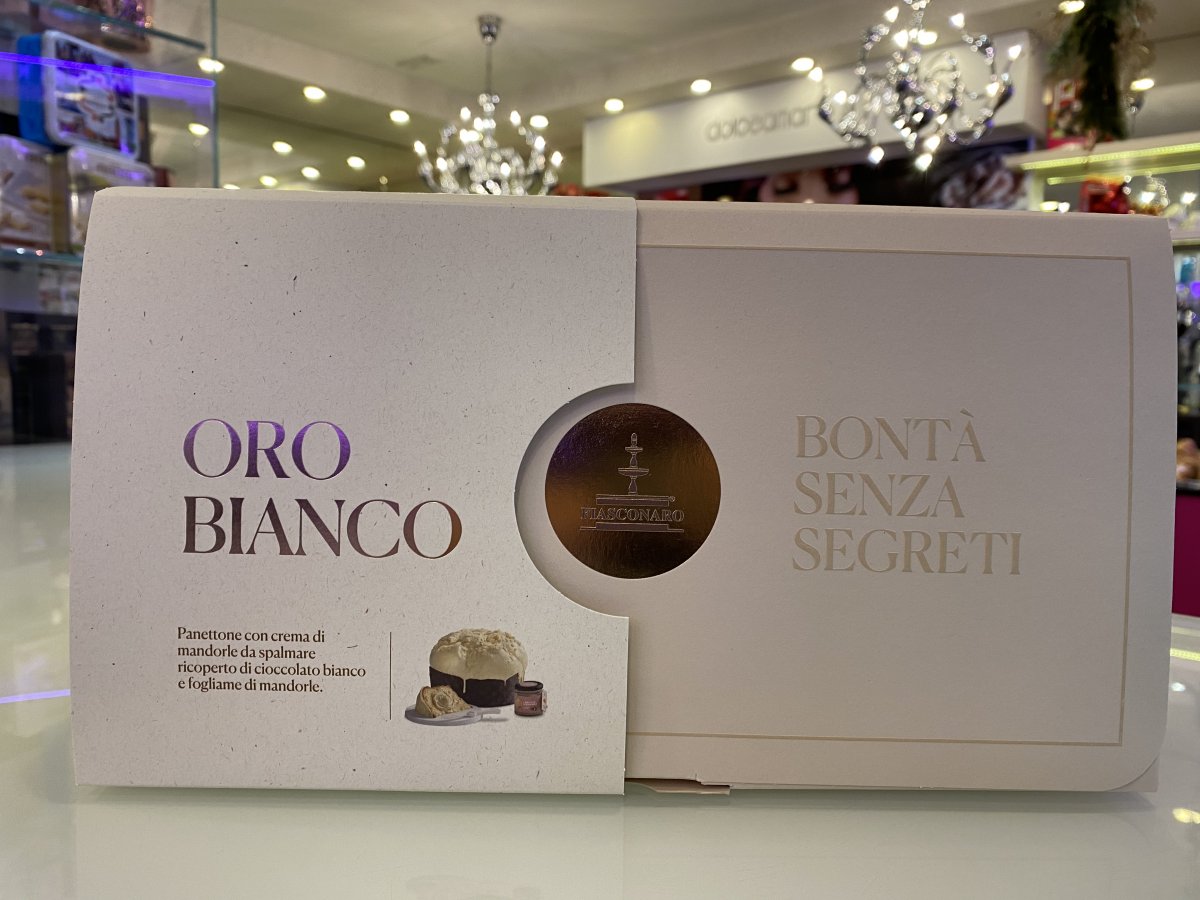 dolceamar
ORO
BIANCO
Panettone con crema di
mandorle da spalmare
ricoperto di cioccolato bianco
e fogliame di mandorle.
FIASCONARO
BONTÀ
SENZA
SEGRETI